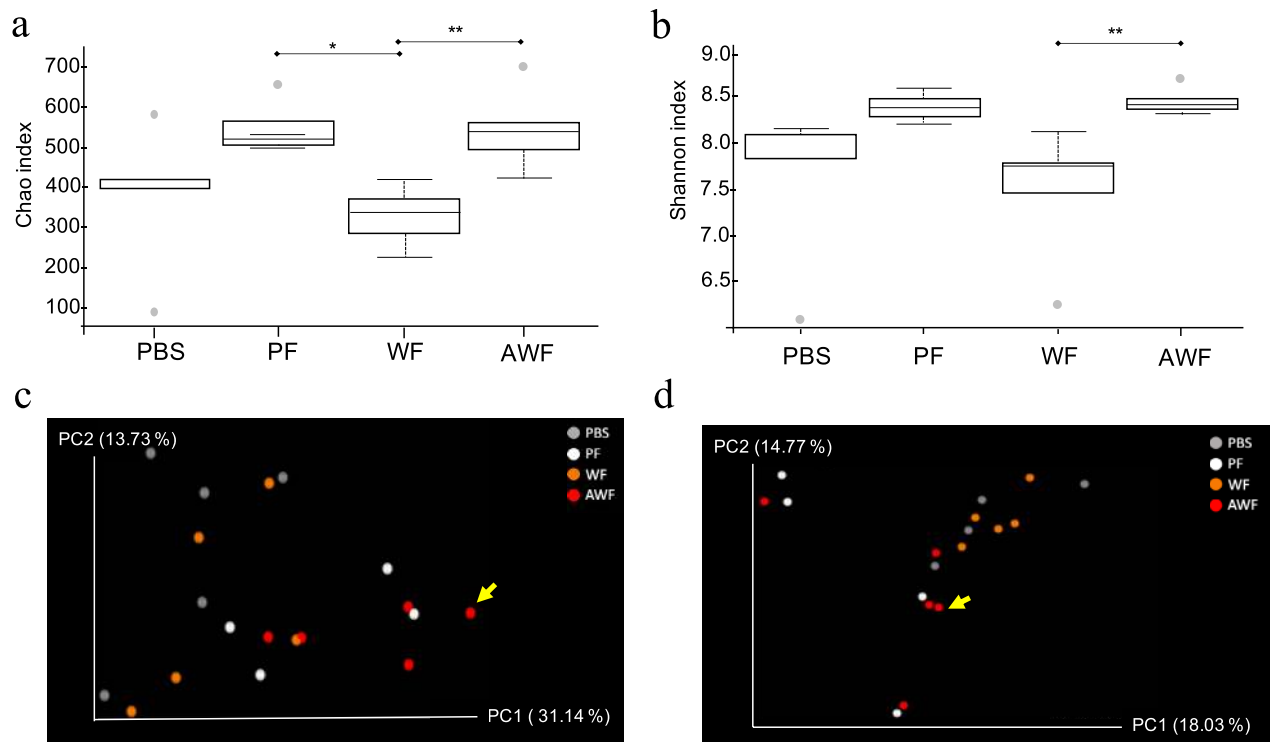 a
Chao index
700
600
500
400
300
200
100
*
**
PBS PF WF AWF
b
Shannon index
9.0
8.5
8.0
7.5
7.0
6.5
**
PBS PF WF AWF
c
PC2 (13.73 %)
PBS
PF
WF
AWF
PC1 ( 31.14 %)
d
PC2 (14.77 %)
PBS
PF
WF
AWF
PC1 (18.03 %)